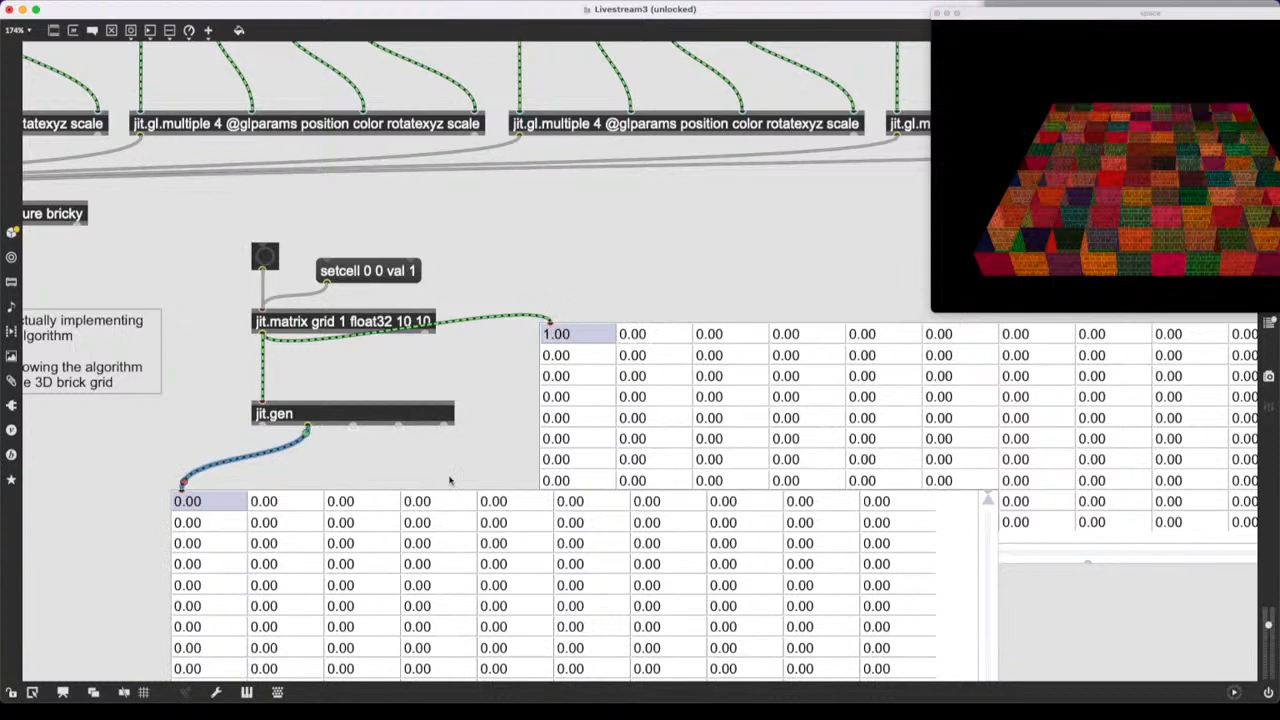 Livestream3 (unlocked)
space
174%
tatexyz scale
jit.gl.multiple 4 @glparams position color rotatexyz scale
jit.gl.multiple 4 @glparams position color rotatexyz scale
jit.gl.m
ure bricky
setcell 0 0 val 1
jit.matrix grid 1 float32 10 10
ctually implementing
lgorithm
owing the algorithm
e 3D brick grid
jit.gen
1.00 0.00 0.00 0.00 0.00 0.00 0.00 0.00 0.00 0.00
0.00 0.00 0.00 0.00 0.00 0.00 0.00 0.00 0.00 0.00
0.00 0.00 0.00 0.00 0.00 0.00 0.00 0.00 0.00 0.00
0.00 0.00 0.00 0.00 0.00 0.00 0.00 0.00 0.00 0.00
0.00 0.00 0.00 0.00 0.00 0.00 0.00 0.00 0.00 0.00
0.00 0.00 0.00 0.00 0.00 0.00 0.00 0.00 0.00 0.00
0.00 0.00 0.00 0.00 0.00 0.00 0.00 0.00 0.00 0.00
0.00 0.00 0.00 0.00 0.00 0.00 0.00 0.00 0.00 0.00
0.00 0.00 0.00 0.00
0.00 0.00 0.00 0.00
0.00 0.00 0.00 0.00 0.00 0.00 0.00 0.00 0.00 0.00
0.00 0.00 0.00 0.00 0.00 0.00 0.00 0.00 0.00 0.00
0.00 0.00 0.00 0.00 0.00 0.00 0.00 0.00 0.00 0.00
0.00 0.00 0.00 0.00 0.00 0.00 0.00 0.00 0.00 0.00
0.00 0.00 0.00 0.00 0.00 0.00 0.00 0.00 0.00 0.00
0.00 0.00 0.00 0.00 0.00 0.00 0.00 0.00 0.00 0.00
0.00 0.00 0.00 0.00 0.00 0.00 0.00 0.00 0.00 0.00
0.00 0.00 0.00 0.00 0.00 0.00 0.00 0.00 0.00 0.00
0.00 0.00 0.00 0.00 0.00 0.00 0.00 0.00 0.00 0.00